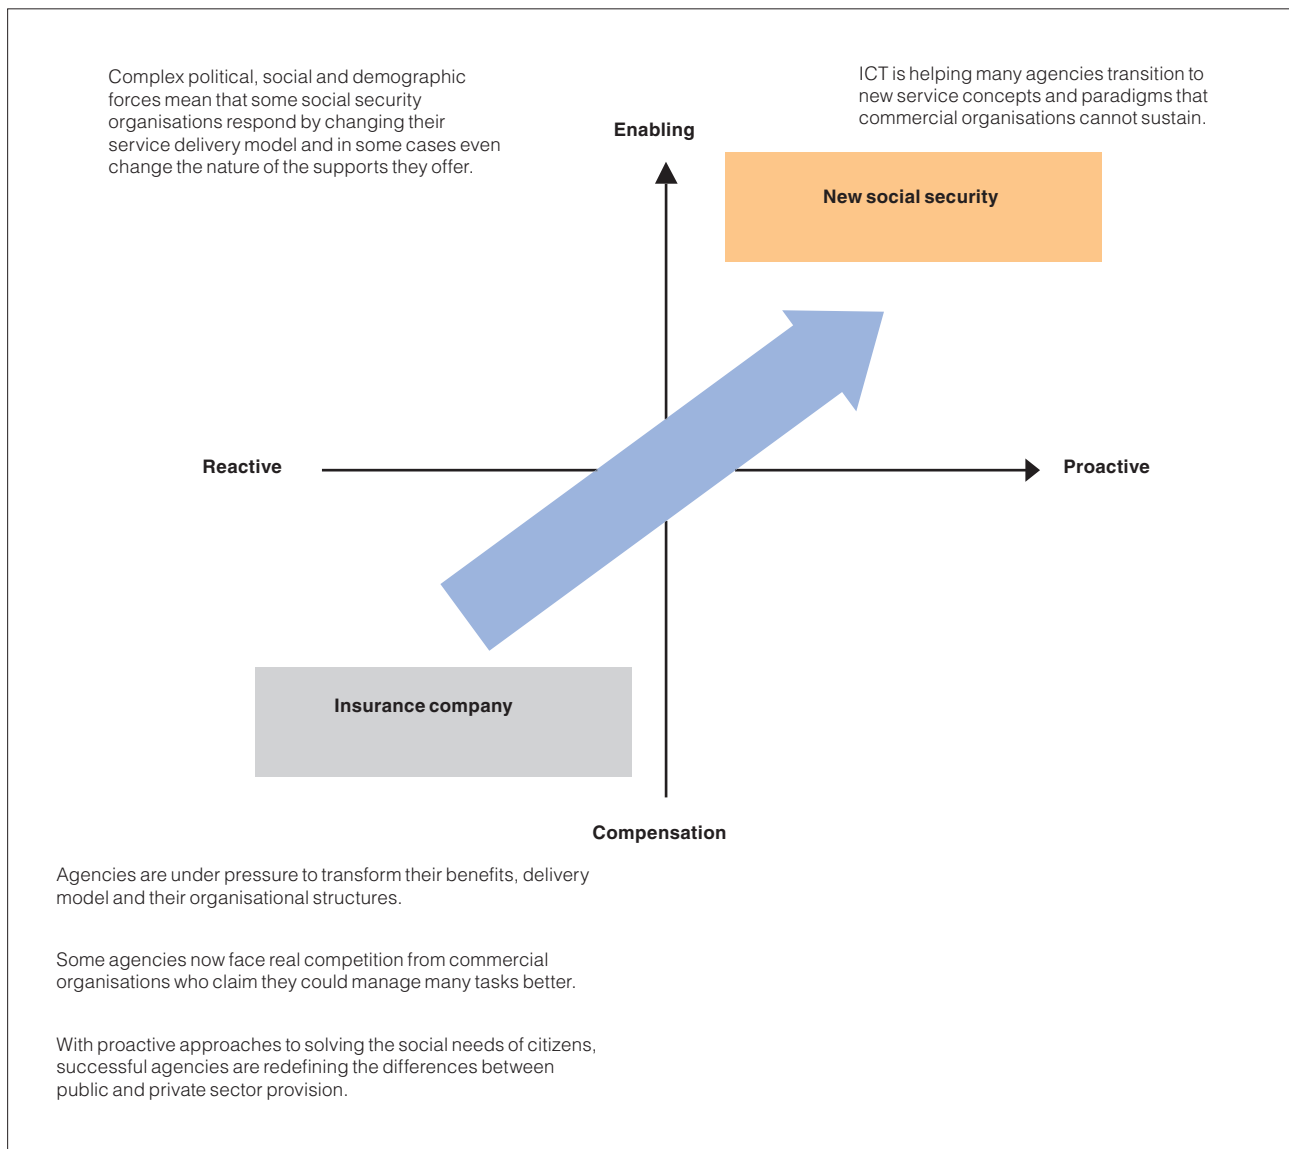 Complex political, social and demographic
forces mean that some social security
organisations respond by changing their
service delivery model and in some cases even
change the nature of the supports they offer.
ICT is helping many agencies transition to
new service concepts and paradigms that
commercial organisations cannot sustain.
Enabling
New social security
Reactive
Proactive
Insurance company
Compensation
Agencies are under pressure to transform their benefits, delivery
model and their organisational structures.
Some agencies now face real competition from commercial
organisations who claim they could manage many tasks better.
With proactive approaches to solving the social needs of citizens,
successful agencies are redefining the differences between
public and private sector provision.